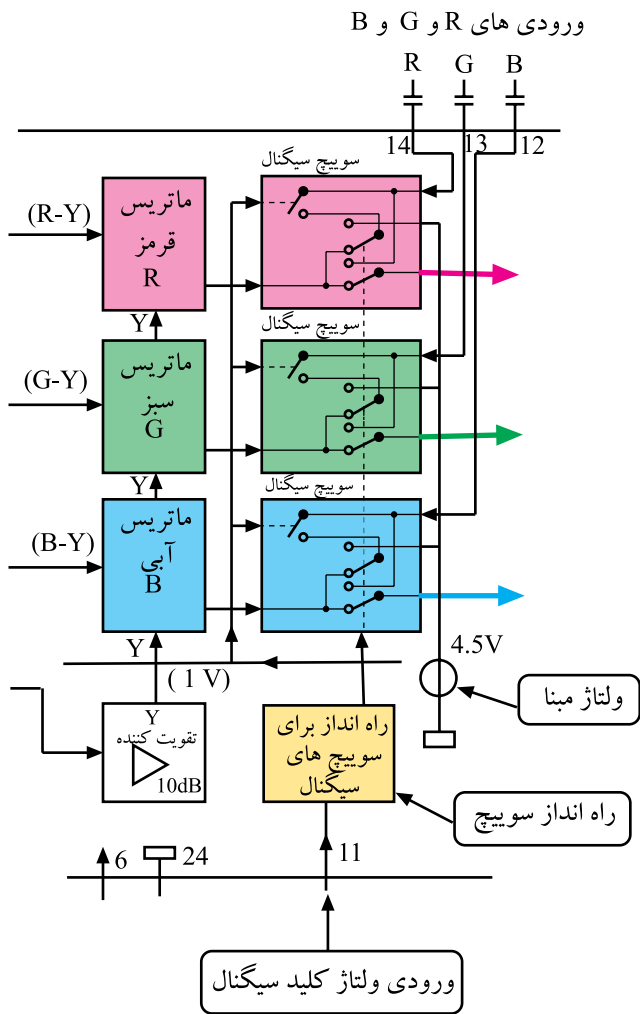 ورودی های R و G و B
R G B
14 13 12
سوییچ سیگنال
(R-Y)
ماتریس
قرمز
R
Y
سوییچ سیگنال
(G-Y)
ماتریس
سبز
G
Y
سوییچ سیگنال
(B-Y)
ماتریس
آبی
B
Y
(1 V)
4.5V
ولتاژ مبنا
Y
تقویت کننده
10dB
راه انداز برای
سوییچ های
سیگنال
راه انداز سوییچ
6 24 11
ورودی ولتاژ کلید سیگنال